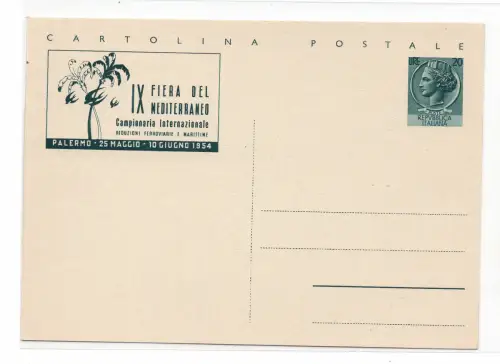 CARTOLINA POSTALE
IX FIERA DEL
MEDITERRANEO
Campionaria Internazionale
RIDUZIONI FERROVIARIE E MARITTIME
PALERMO - 25 MAGGIO - 10 GIUGNO 1954
20
REPVBBLICA
ITALIANA